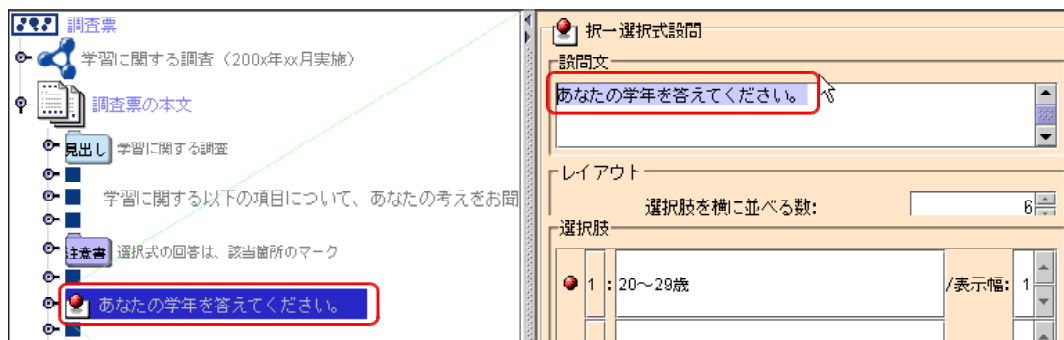 調査票
学習に関する調査（200x年xx月実施）
調査票の本文
見出し 学習に関する調査
学習に関する以下の項目について、あなたの考えをお聞
注意書 選択式の回答は、該当箇所のマーク
あなたの学年を答えてください。
択一選択式設問
設問文
あなたの学年を答えてください。
レイアウト
選択肢を横に並べる数: 6
選択肢
1 : 20～29歳 /表示幅: 1